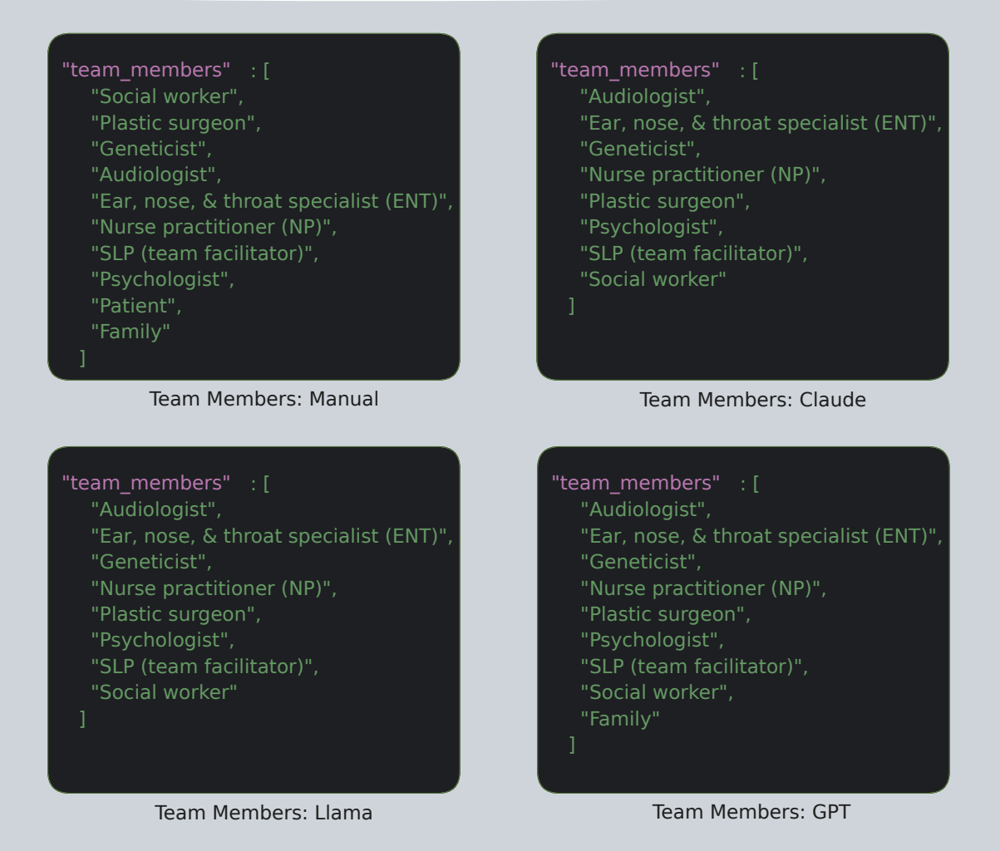 "team_members" : [
"Social worker",
"Plastic surgeon",
"Geneticist",
"Audiologist",
"Ear, nose, & throat specialist (ENT)",
"Nurse practitioner (NP)",
"SLP (team facilitator)",
"Psychologist",
"Patient",
"Family"
]
Team Members: Manual
"team_members" : [
"Audiologist",
"Ear, nose, & throat specialist (ENT)",
"Geneticist",
"Nurse practitioner (NP)",
"Plastic surgeon",
"Psychologist",
"SLP (team facilitator)",
"Social worker"
]
Team Members: Claude
"team_members" : [
"Audiologist",
"Ear, nose, & throat specialist (ENT)",
"Geneticist",
"Nurse practitioner (NP)",
"Plastic surgeon",
"Psychologist",
"SLP (team facilitator)",
"Social worker"
]
Team Members: Llama
"team_members" : [
"Audiologist",
"Ear, nose, & throat specialist (ENT)",
"Geneticist",
"Nurse practitioner (NP)",
"Plastic surgeon",
"Psychologist",
"SLP (team facilitator)",
"Social worker",
"Family"
]
Team Members: GPT